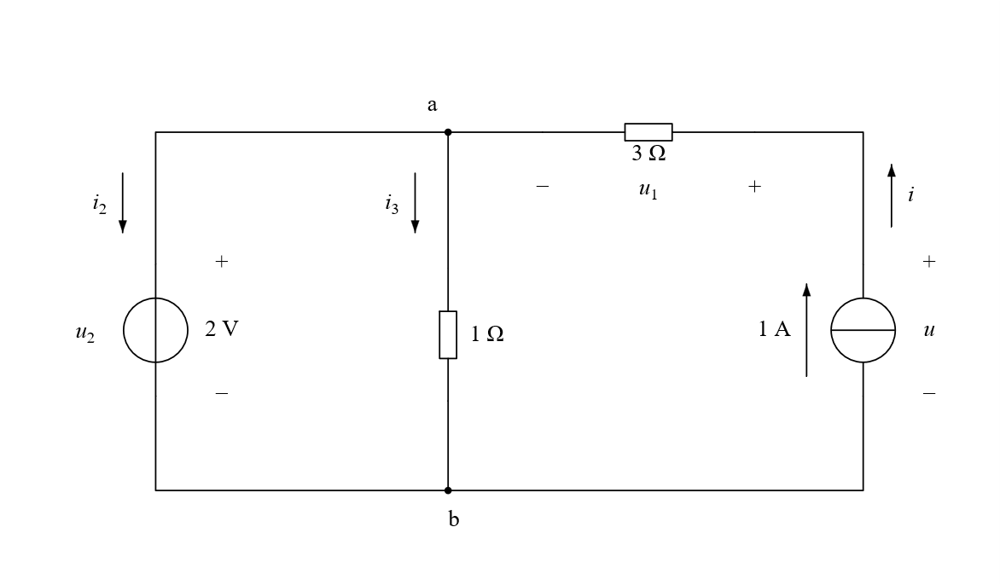 a
3 Ω
− u₁ +
i₂
i₃
i
+
+
u₂
2 V
1 Ω
1 A
u
−
−
b